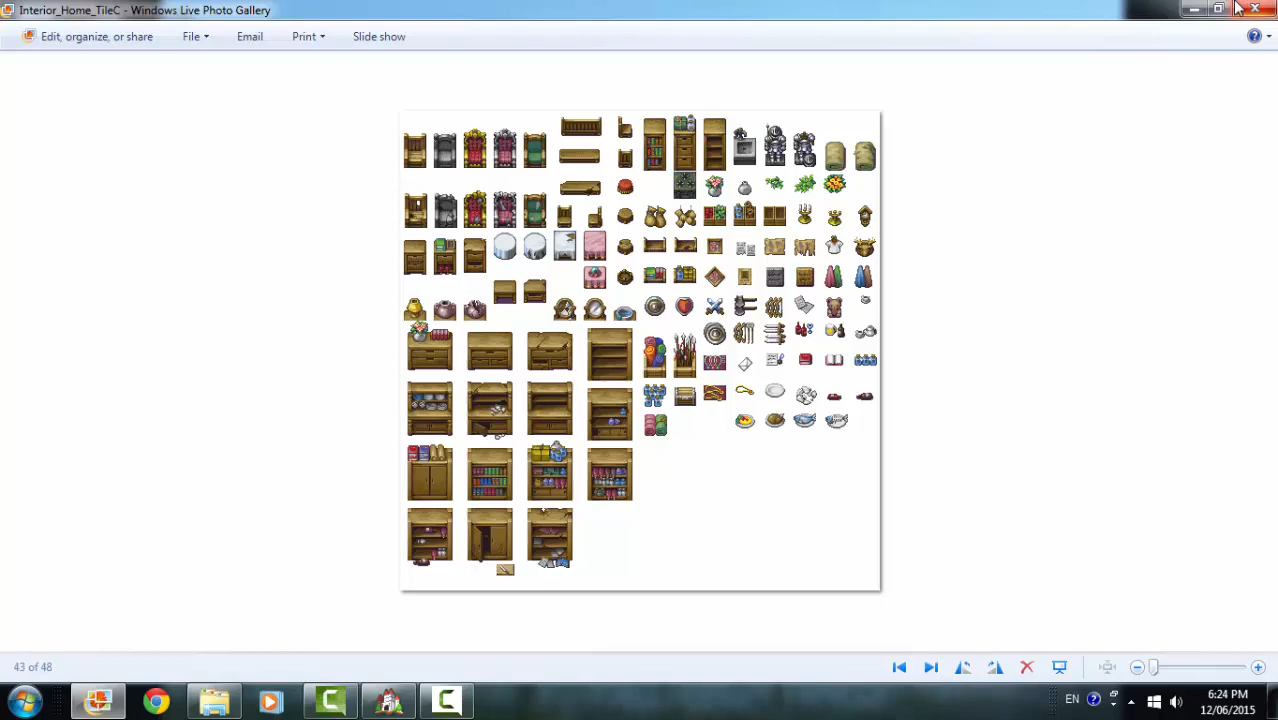 Interior_Home_TileC - Windows Live Photo Gallery
Edit, organize, or share File Email Print Slide show
43 of 48
EN 6:24 PM
12/06/2015